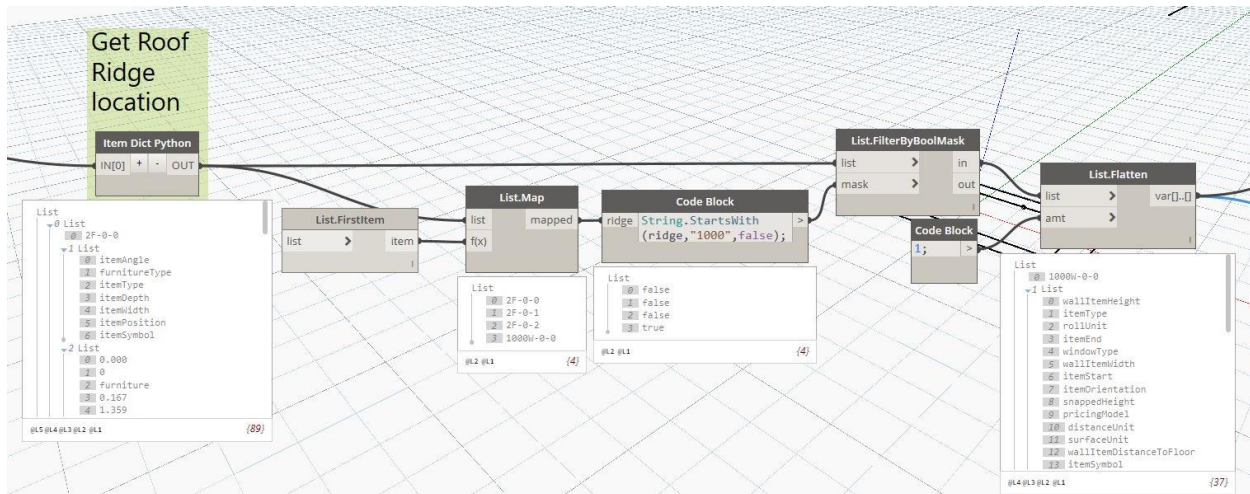 Get Roof
Ridge
location
Item Dict Python
IN[0] + - OUT
List
0 List
0 2F-0-0
1 List
0 itemAngle
1 furnitureType
2 itemType
3 itemDepth
4 itemWidth
5 itemPosition
6 itemSymbol
2 List
0 0.000
1 0
2 furniture
3 0.167
4 1.359
@L5 @L4 @L3 @L2 @L1 {89}
List.FirstItem
list > item
l
List.Map
list mapped
f(x)
l
List
0 2F-0-0
1 2F-0-1
2 2F-0-2
3 1000W-0-0
@L2 @L1 {4}
Code Block
ridge String.StartsWith >
(ridge,"1000",false);
List
0 false
1 false
2 false
3 true
@L2 @L1 {4}
List.FilterByBoolMask
list > in
mask > out
l
Code Block
1; >
List.Flatten
list > var[]..[]
amt >
l
List
0 1000W-0-0
1 List
0 wallItemHeight
1 itemType
2 rollUnit
3 itemEnd
4 windowType
5 wallItemWidth
6 itemStart
7 itemOrientation
8 snappedHeight
9 pricingModel
10 distanceUnit
11 surfaceUnit
12 wallItemDistanceToFloor
13 itemSymbol
@L4 @L3 @L2 @L1 {37}